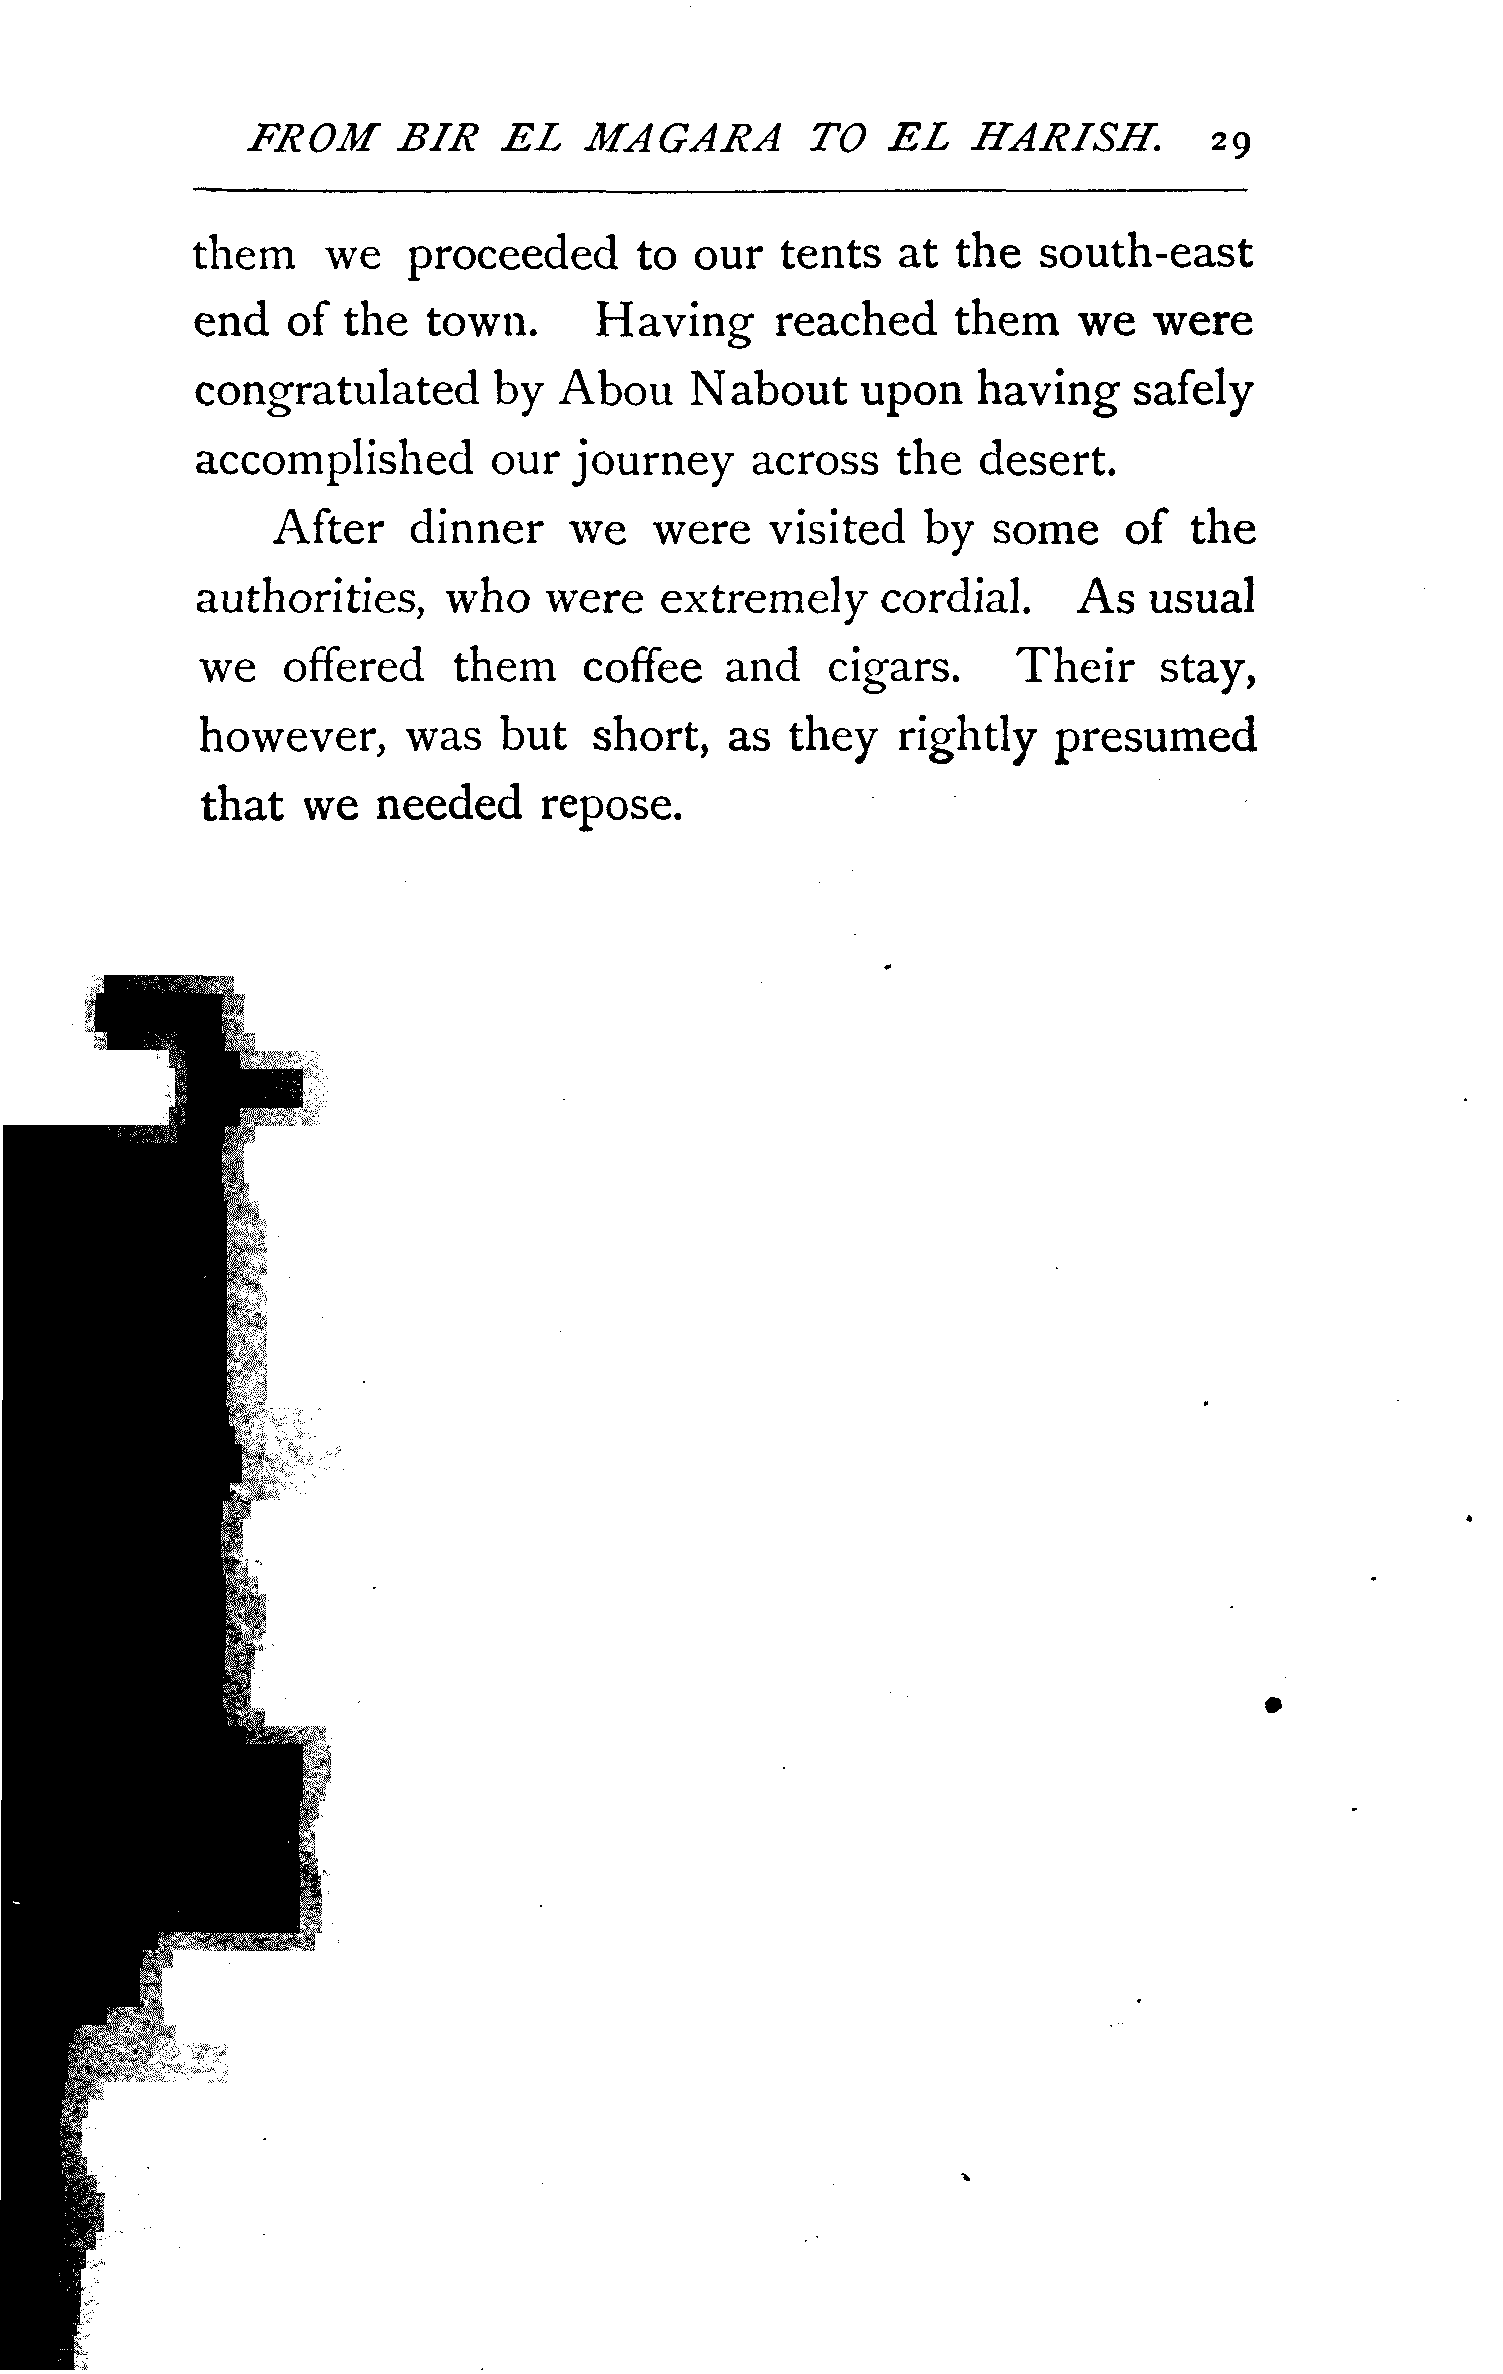 FROM BIR EL MAGARA TO EL HARISH. 29
them we proceeded to our tents at the south-east
end of the town. Having reached them we were
congratulated by Abou Nabout upon having safely
accomplished our journey across the desert.
After dinner we were visited by some of the
authorities, who were extremely cordial. As usual
we offered them coffee and cigars. Their stay,
however, was but short, as they rightly presumed
that we needed repose.